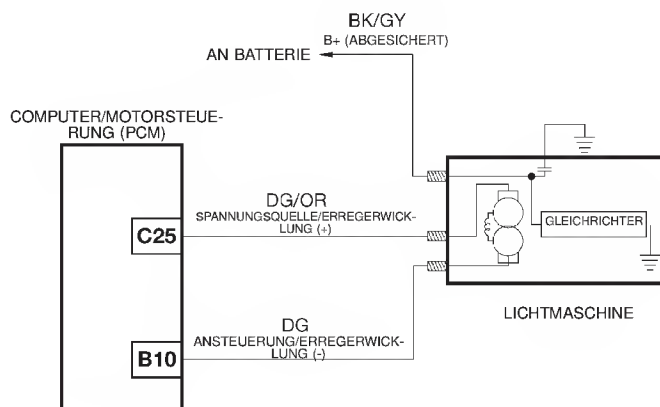 BK/GY
B+ (ABGESICHERT)
AN BATTERIE
COMPUTER/MOTORSTEUE-
RUNG (PCM)
DG/OR
SPANNUNGSQUELLE/ERREGERWICK-
LUNG (+)
C25
GLEICHRICHTER
LICHTMASCHINE
DG
ANSTEUERUNG/ERREGERWICK-
LUNG (-)
B10